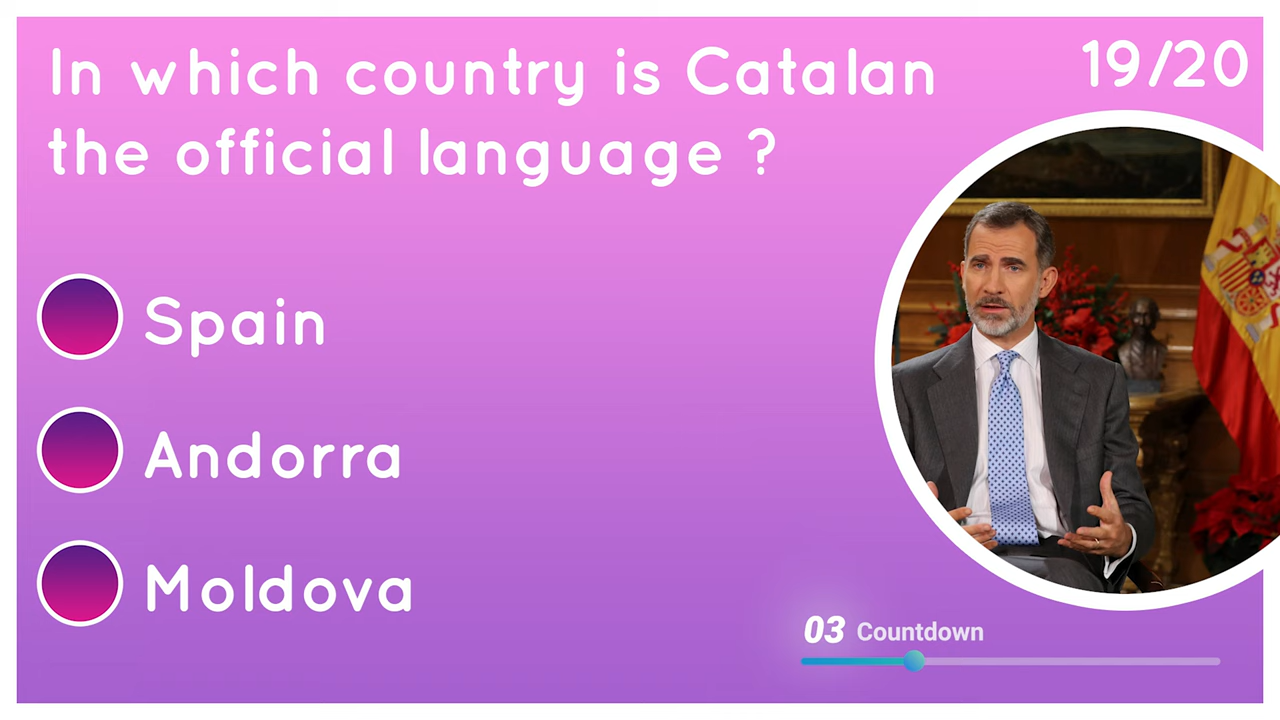 In which country is Catalan
the official language ?
19/20
Spain
Andorra
Moldova
03 Countdown